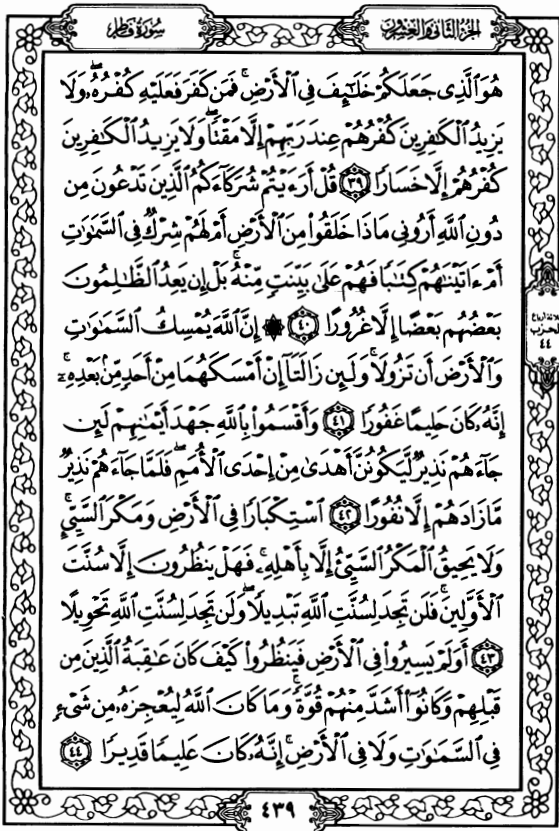 الجزء الثاني والعشرون
سورة فاطر
هُوَ ٱلَّذِى جَعَلَكُمْ خَلَٰٓئِفَ فِى ٱلْأَرْضِ ۚ فَمَن كَفَرَ فَعَلَيْهِ كُفْرُهُۥ ۖ وَلَا
يَزِيدُ ٱلْكَٰفِرِينَ كُفْرُهُمْ عِندَ رَبِّهِمْ إِلَّا مَقْتًا ۖ وَلَا يَزِيدُ ٱلْكَٰفِرِينَ
كُفْرُهُمْ إِلَّا خَسَارًا ٣٩ قُلْ أَرَءَيْتُمْ شُرَكَآءَكُمُ ٱلَّذِينَ تَدْعُونَ مِن
دُونِ ٱللَّهِ أَرُونِى مَاذَا خَلَقُوا۟ مِنَ ٱلْأَرْضِ أَمْ لَهُمْ شِرْكٌ فِى ٱلسَّمَٰوَٰتِ
أَمْ ءَاتَيْنَٰهُمْ كِتَٰبًا فَهُمْ عَلَىٰ بَيِّنَتٍ مِّنْهُ ۚ بَلْ إِن يَعِدُ ٱلظَّٰلِمُونَ
بَعْضُهُم بَعْضًا إِلَّا غُرُورًا ٤٠ ۞ إِنَّ ٱللَّهَ يُمْسِكُ ٱلسَّمَٰوَٰتِ
وَٱلْأَرْضَ أَن تَزُولَا ۚ وَلَئِن زَالَتَآ إِنْ أَمْسَكَهُمَا مِنْ أَحَدٍ مِّنۢ بَعْدِهِۦٓ ۚ
إِنَّهُۥ كَانَ حَلِيمًا غَفُورًا ٤١ وَأَقْسَمُوا۟ بِٱللَّهِ جَهْدَ أَيْمَٰنِهِمْ لَئِن
جَآءَهُمْ نَذِيرٌ لَّيَكُونُنَّ أَهْدَىٰ مِنْ إِحْدَى ٱلْأُمَمِ ۖ فَلَمَّا جَآءَهُمْ نَذِيرٌ
مَّا زَادَهُمْ إِلَّا نُفُورًا ٤٢ ٱسْتِكْبَارًا فِى ٱلْأَرْضِ وَمَكْرَ ٱلسَّيِّئِ ۚ
وَلَا يَحِيقُ ٱلْمَكْرُ ٱلسَّيِّئُ إِلَّا بِأَهْلِهِۦ ۚ فَهَلْ يَنظُرُونَ إِلَّا سُنَّتَ
ٱلْأَوَّلِينَ ۚ فَلَن تَجِدَ لِسُنَّتِ ٱللَّهِ تَبْدِيلًا ۖ وَلَن تَجِدَ لِسُنَّتِ ٱللَّهِ تَحْوِيلًا
٤٣ أَوَلَمْ يَسِيرُوا۟ فِى ٱلْأَرْضِ فَيَنظُرُوا۟ كَيْفَ كَانَ عَٰقِبَةُ ٱلَّذِينَ مِن
قَبْلِهِمْ وَكَانُوٓا۟ أَشَدَّ مِنْهُمْ قُوَّةً ۚ وَمَا كَانَ ٱللَّهُ لِيُعْجِزَهُۥ مِن شَىْءٍ
فِى ٱلسَّمَٰوَٰتِ وَلَا فِى ٱلْأَرْضِ ۚ إِنَّهُۥ كَانَ عَلِيمًا قَدِيرًا ٤٤
ثلاثة أرباع
الحزب
٤٤
٤٣٩